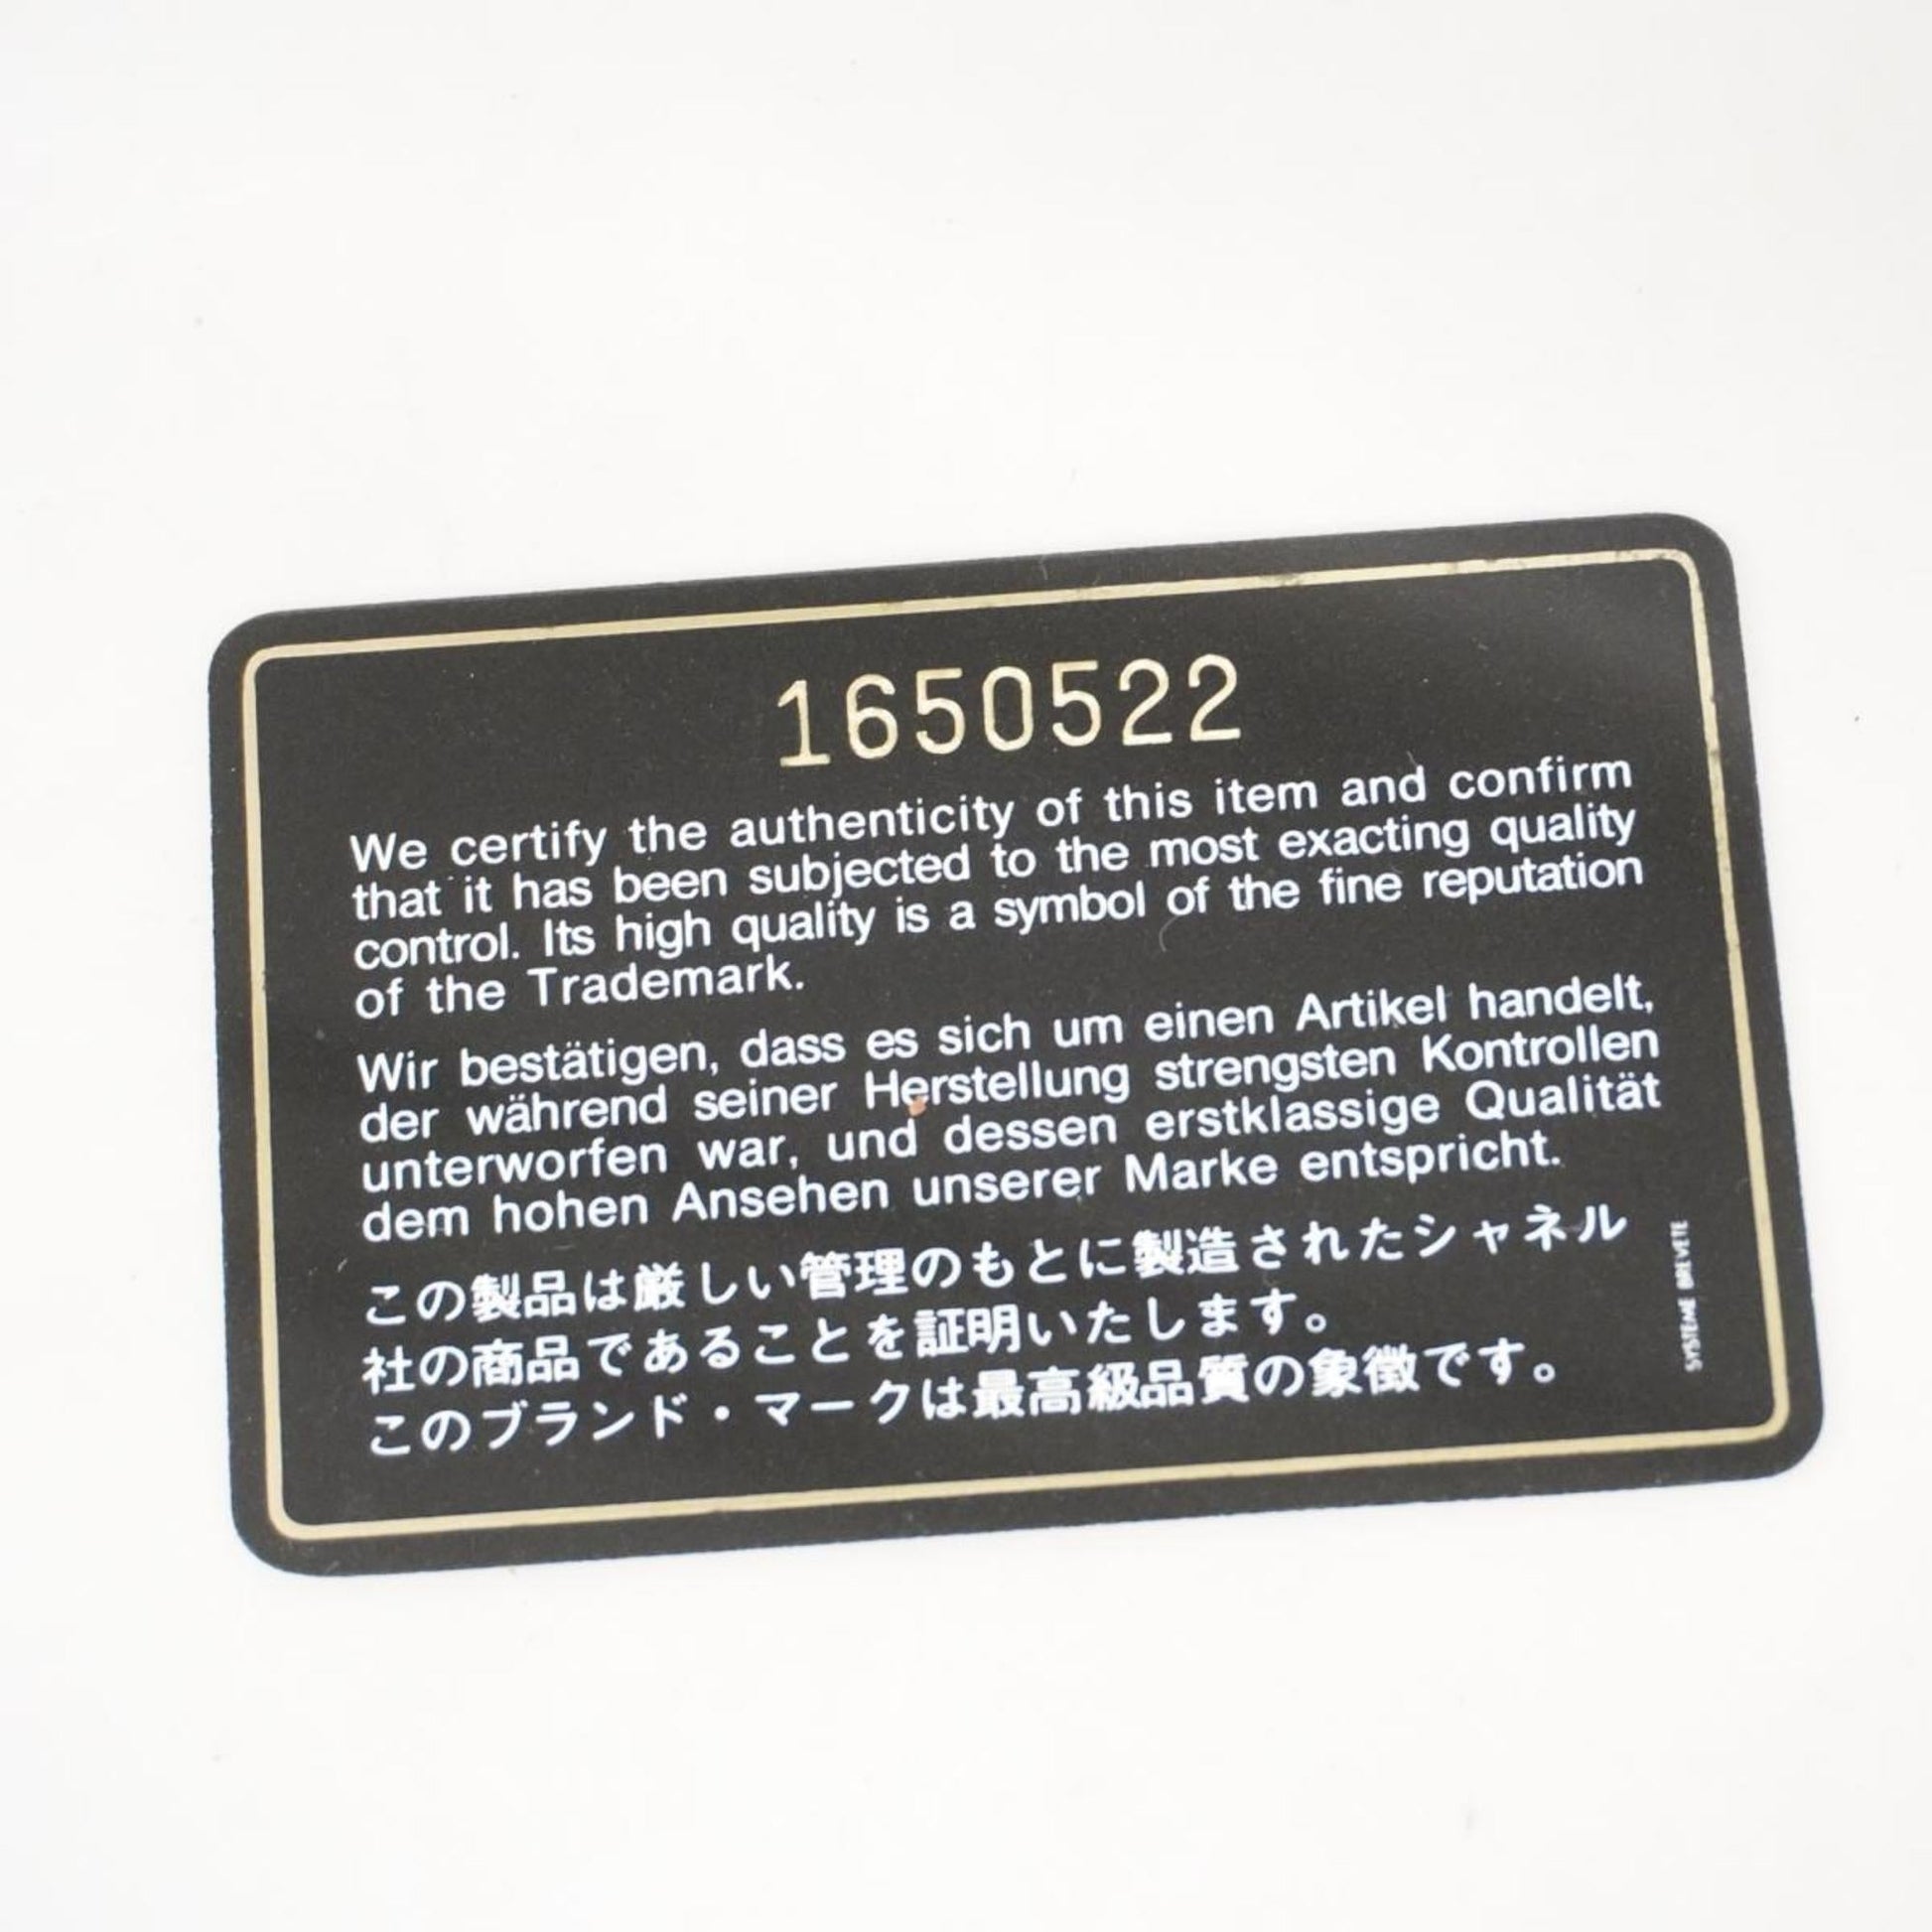 1650522
We certify the authenticity of this item and confirm
that it has been subjected to the most exacting quality
control. Its high quality is a symbol of the fine reputation
of the Trademark.
Wir bestätigen, dass es sich um einen Artikel handelt,
der während seiner Herstellung strengsten Kontrollen
unterworfen war, und dessen erstklassige Qualität
dem hohen Ansehen unserer Marke entspricht.
この製品は厳しい管理のもとに製造されたシャネル
社の商品であることを証明いたします。
このブランド・マークは最高級品質の象徴です。
SYSTEME BREVETE